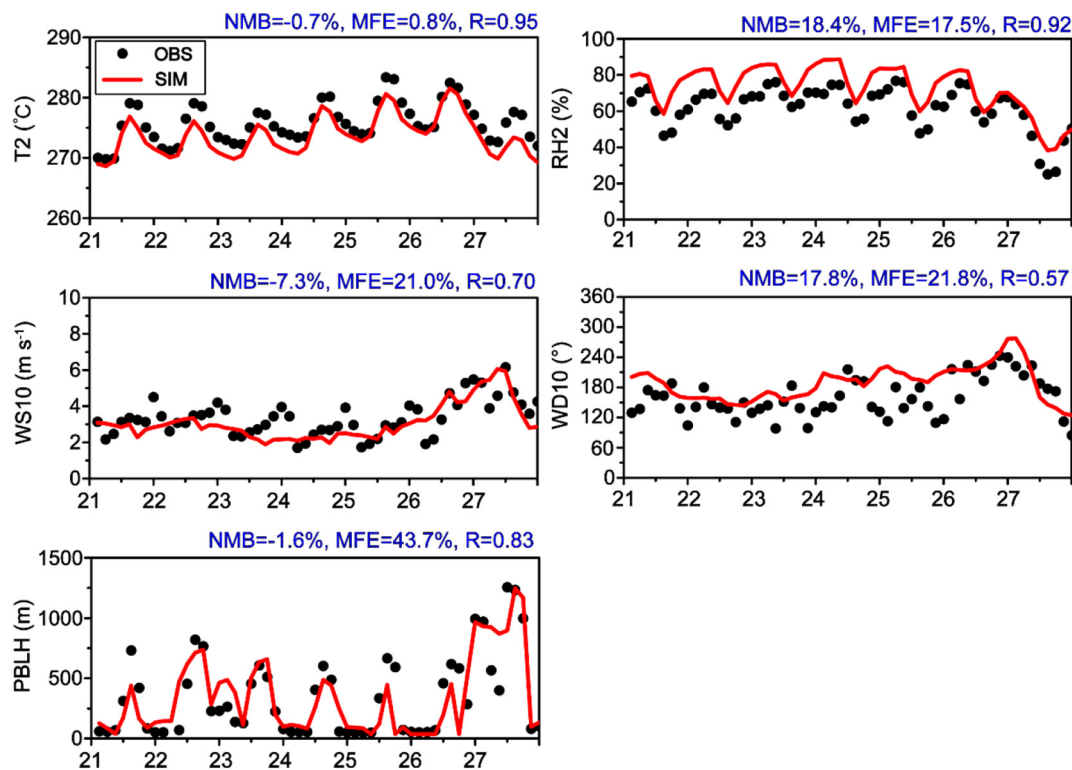 NMB=-0.7%, MFE=0.8%, R=0.95
290
280
270
260
T2 (°C)
OBS
SIM
21 22 23 24 25 26 27
NMB=18.4%, MFE=17.5%, R=0.92
100
80
60
40
20
0
RH2 (%)
21 22 23 24 25 26 27
NMB=-7.3%, MFE=21.0%, R=0.70
10
8
6
4
2
0
WS10 (m s⁻¹)
21 22 23 24 25 26 27
NMB=17.8%, MFE=21.8%, R=0.57
360
300
240
180
120
60
0
WD10 (°)
21 22 23 24 25 26 27
NMB=-1.6%, MFE=43.7%, R=0.83
1500
1000
500
0
PBLH (m)
21 22 23 24 25 26 27